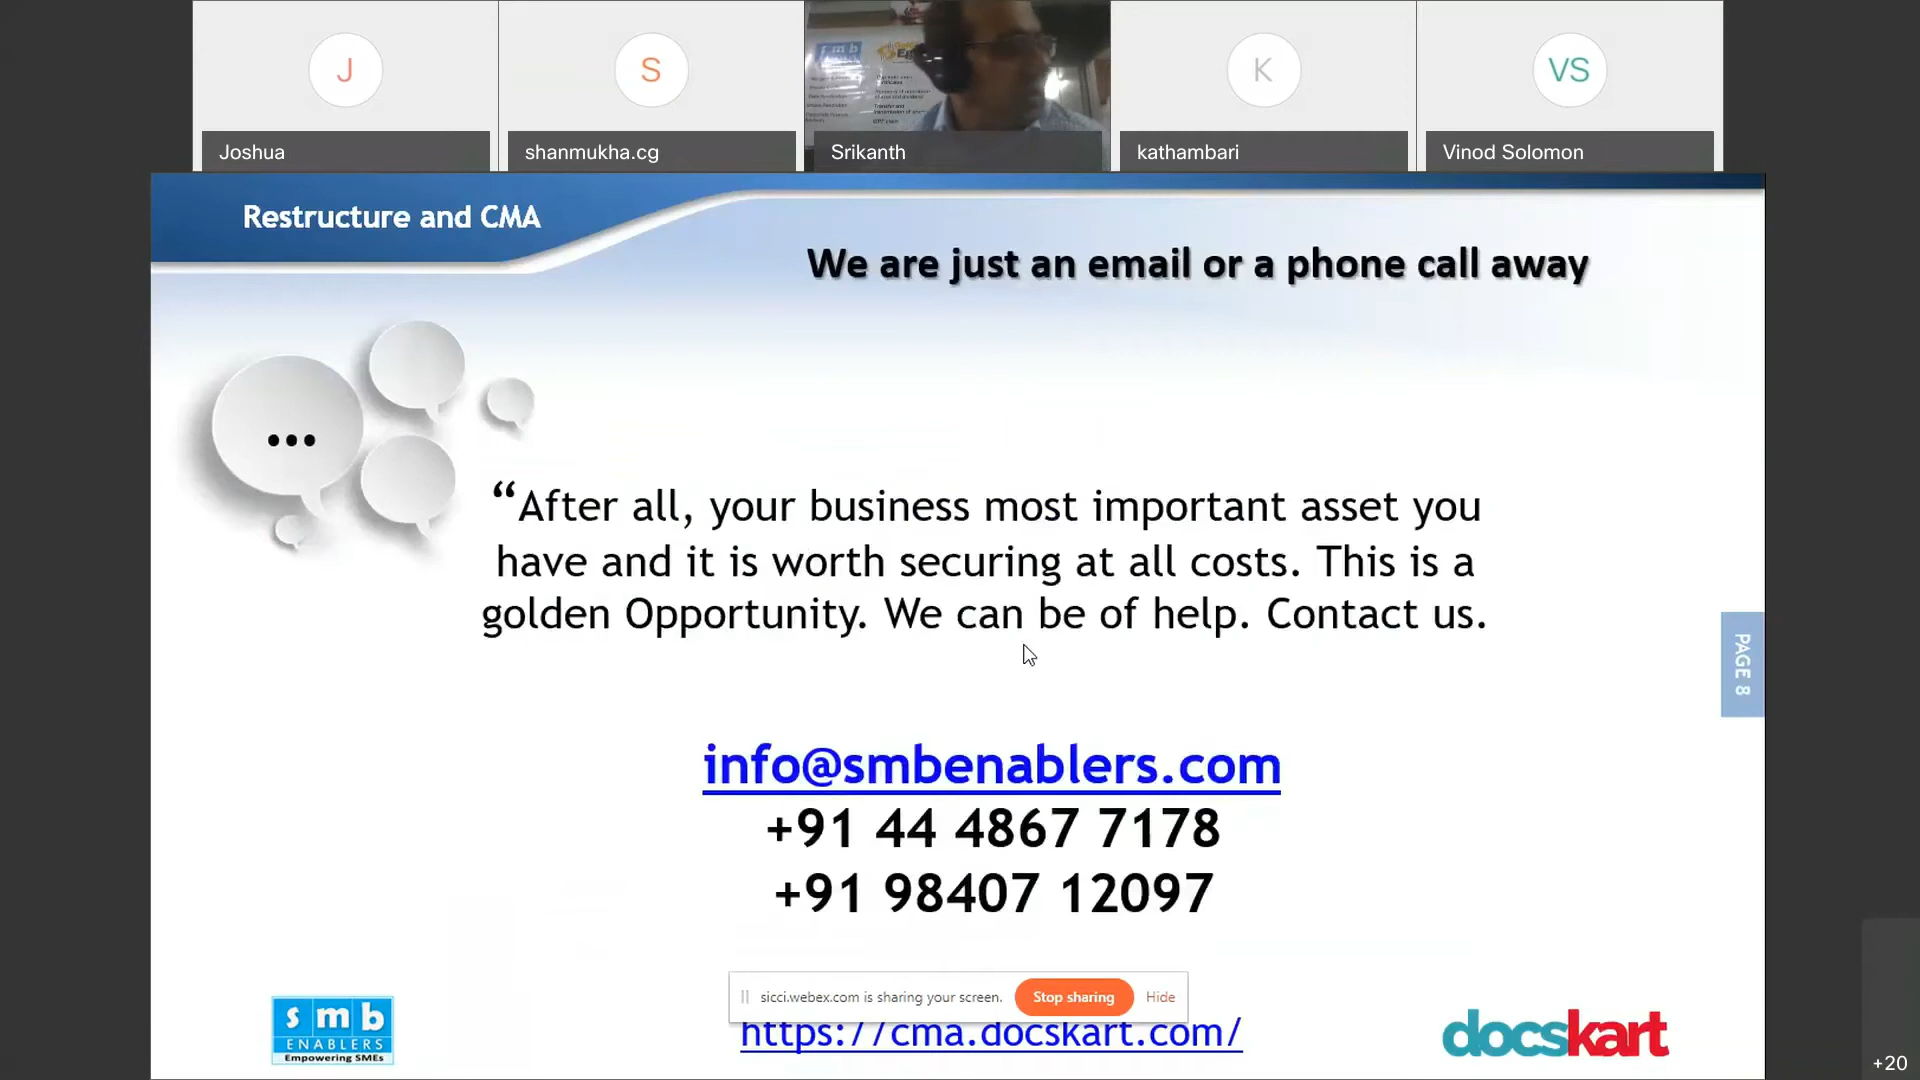 J
S
K
VS
smb
Joshua
shanmukha.cg
Srikanth
kathambari
Vinod Solomon
Restructure and CMA
We are just an email or a phone call away
...
“After all, your business most important asset you
have and it is worth securing at all costs. This is a
golden Opportunity. We can be of help. Contact us.
PAGE 8
info@smbenablers.com
+91 44 4867 7178
+91 98407 12097
sicci.webex.com is sharing your screen.
Stop sharing
Hide
https://cma.docskart.com/
s m b
ENABLERS
Empowering SMEs
docskart
+20